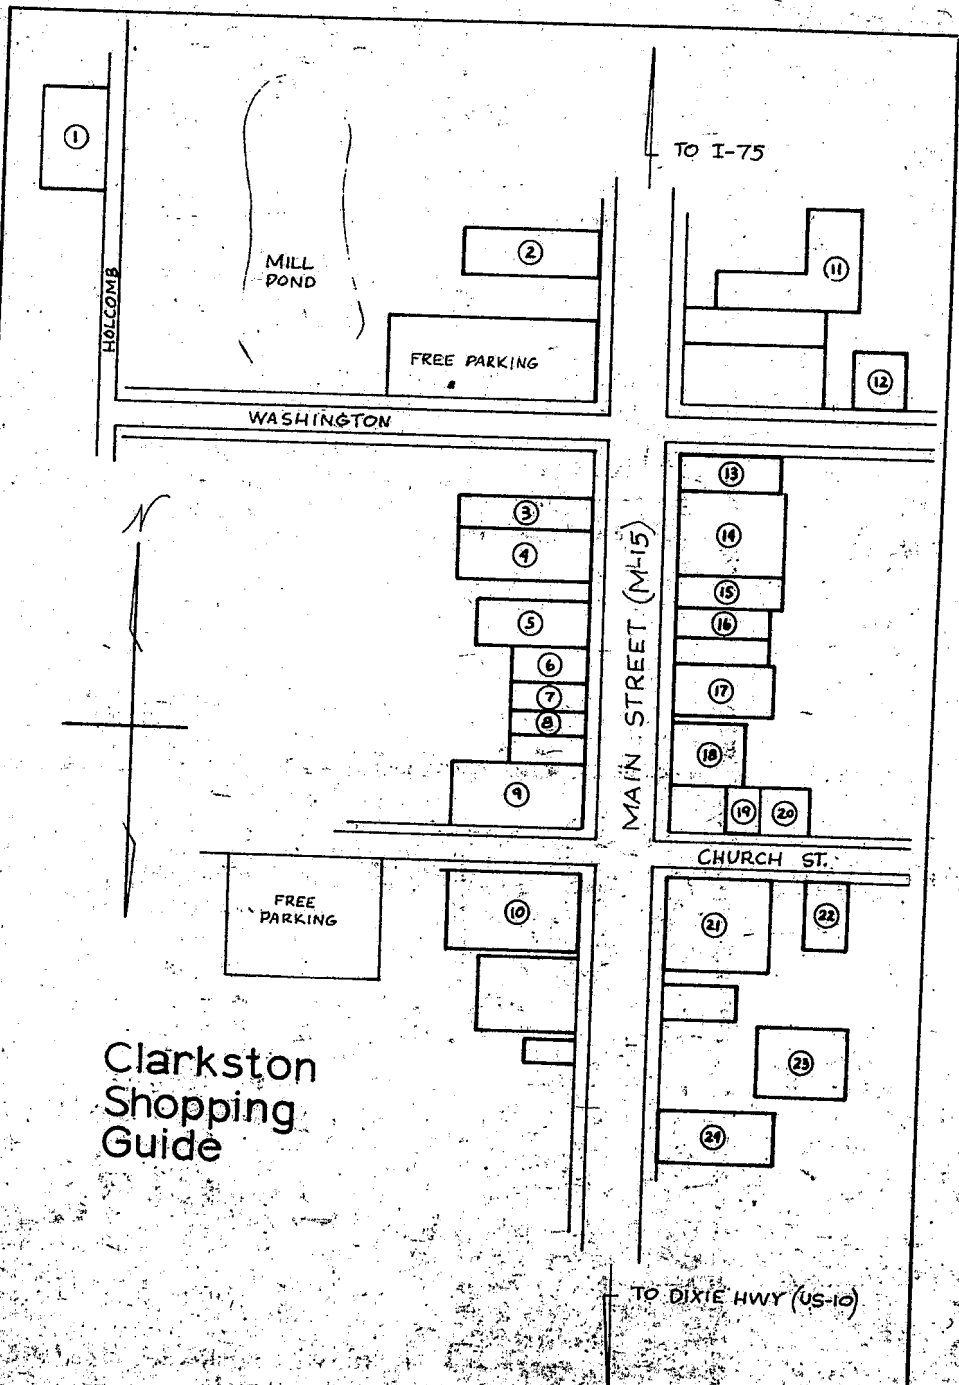 ①
TO I-75
②
⑪
MILL
POND
HOLCOMB
FREE PARKING
⑫
WASHINGTON
⑬
N
③
⑭
④
MAIN STREET (M-15)
⑮
⑤
⑯
⑥
⑰
⑦
⑧
⑱
⑨
⑲
⑳
CHURCH ST.
FREE
PARKING
⑩
㉑
㉒
Clarkston
Shopping
Guide
㉓
㉔
TO DIXIE HWY (US-10)